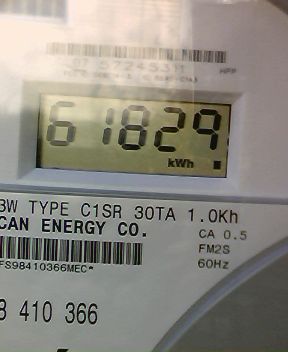 61829
kWh
3W TYPE C1SR 30TA 1.0Kh
CAN ENERGY CO.
CA 0.5
FM2S
FS98410366MEC*
60Hz
8 410 366